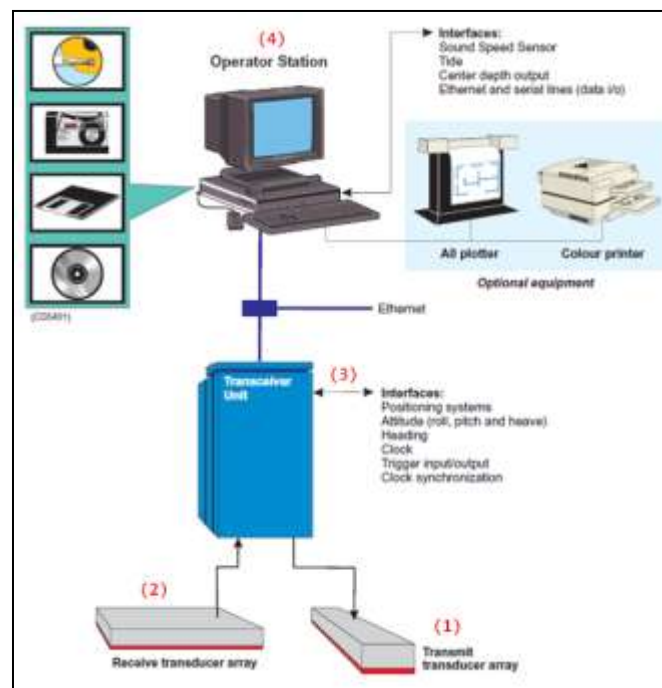 (4)
Operator Station
Interfaces:
Sound Speed Sensor
Tide
Center depth output
Ethernet and serial lines (data i/o)
Colour printer
Optional equipment
Ethernet
Transceiver
Unit
(3)
Interfaces:
Positioning systems
Attitude (roll, pitch and heave)
Heading
Clock
Trigger input/output
Clock synchronization
(2)
Receive transducer array
(1)
Transmit
transducer array